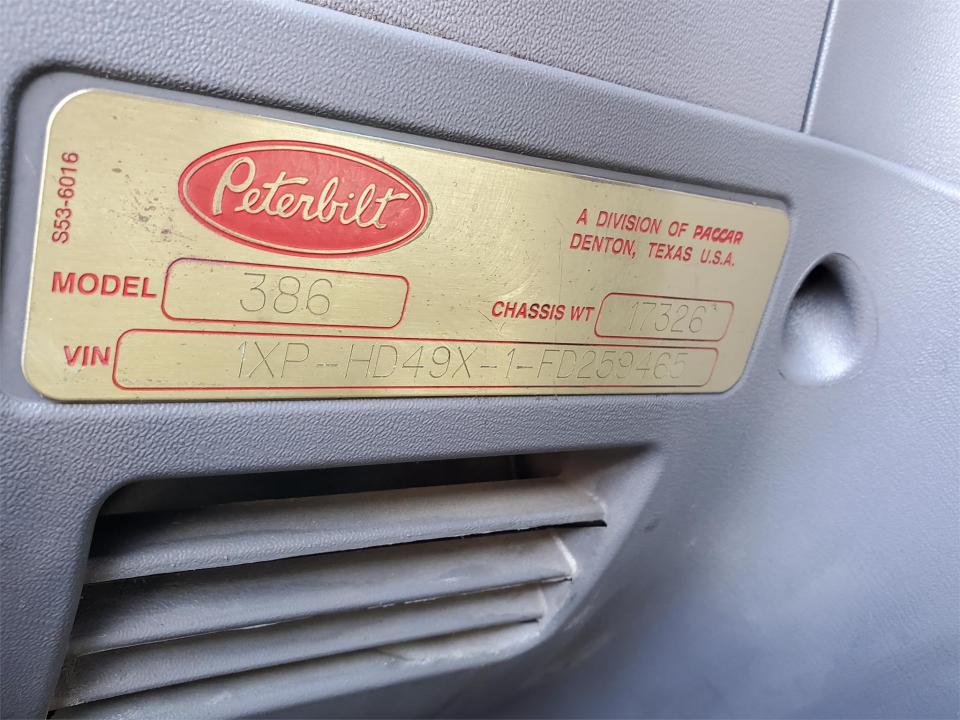 S53-6016
Peterbilt
A DIVISION OF PACCAR
DENTON, TEXAS U.S.A.
MODEL 386
CHASSIS WT 17326
VIN 1XP-HD49X-1-FD259465